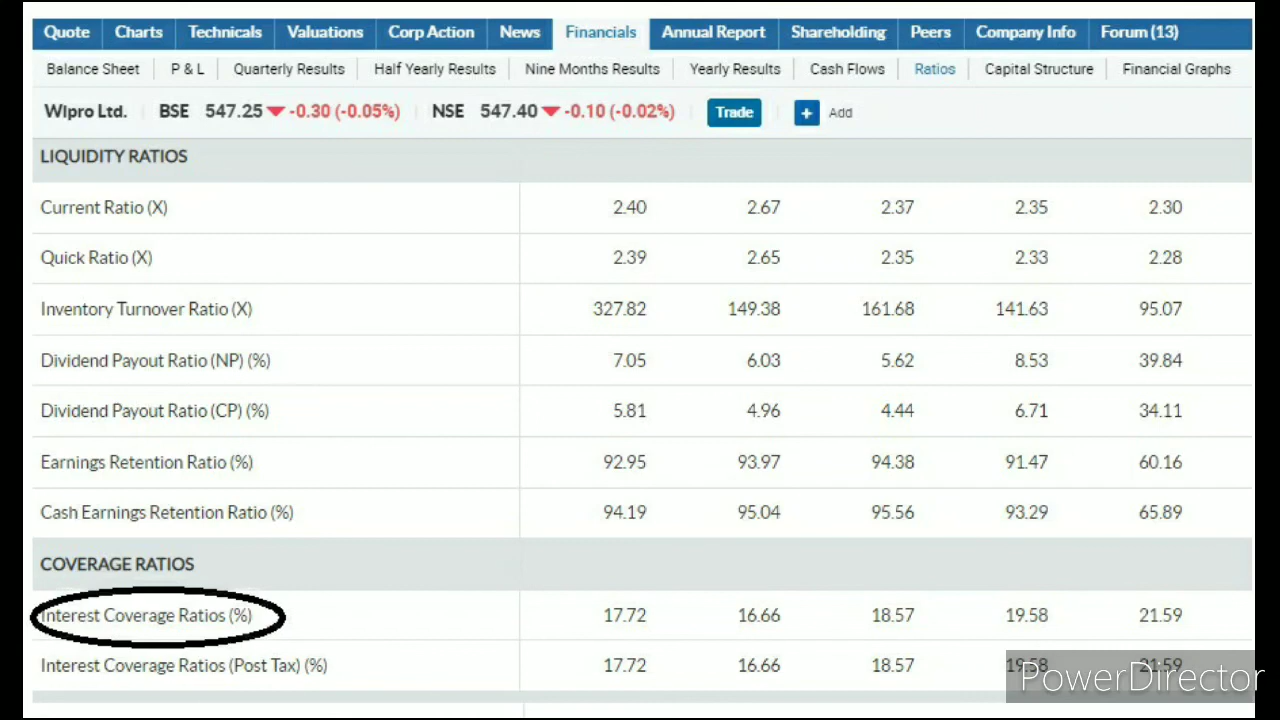 Quote Charts Technicals Valuations Corp Action News Financials Annual Report Shareholding Peers Company Info Forum (13)
Balance Sheet P & L Quarterly Results Half Yearly Results Nine Months Results Yearly Results Cash Flows Ratios Capital Structure Financial Graphs
Wipro Ltd. BSE 547.25 -0.30 (-0.05%) NSE 547.40 -0.10 (-0.02%) Trade + Add
LIQUIDITY RATIOS
Current Ratio (X) 2.40 2.67 2.37 2.35 2.30
Quick Ratio (X) 2.39 2.65 2.35 2.33 2.28
Inventory Turnover Ratio (X) 327.82 149.38 161.68 141.63 95.07
Dividend Payout Ratio (NP) (%) 7.05 6.03 5.62 8.53 39.84
Dividend Payout Ratio (CP) (%) 5.81 4.96 4.44 6.71 34.11
Earnings Retention Ratio (%) 92.95 93.97 94.38 91.47 60.16
Cash Earnings Retention Ratio (%) 94.19 95.04 95.56 93.29 65.89
COVERAGE RATIOS
Interest Coverage Ratios (%) 17.72 16.66 18.57 19.58 21.59
Interest Coverage Ratios (Post Tax) (%) 17.72 16.66 18.57 19.58 21.59
PowerDirector